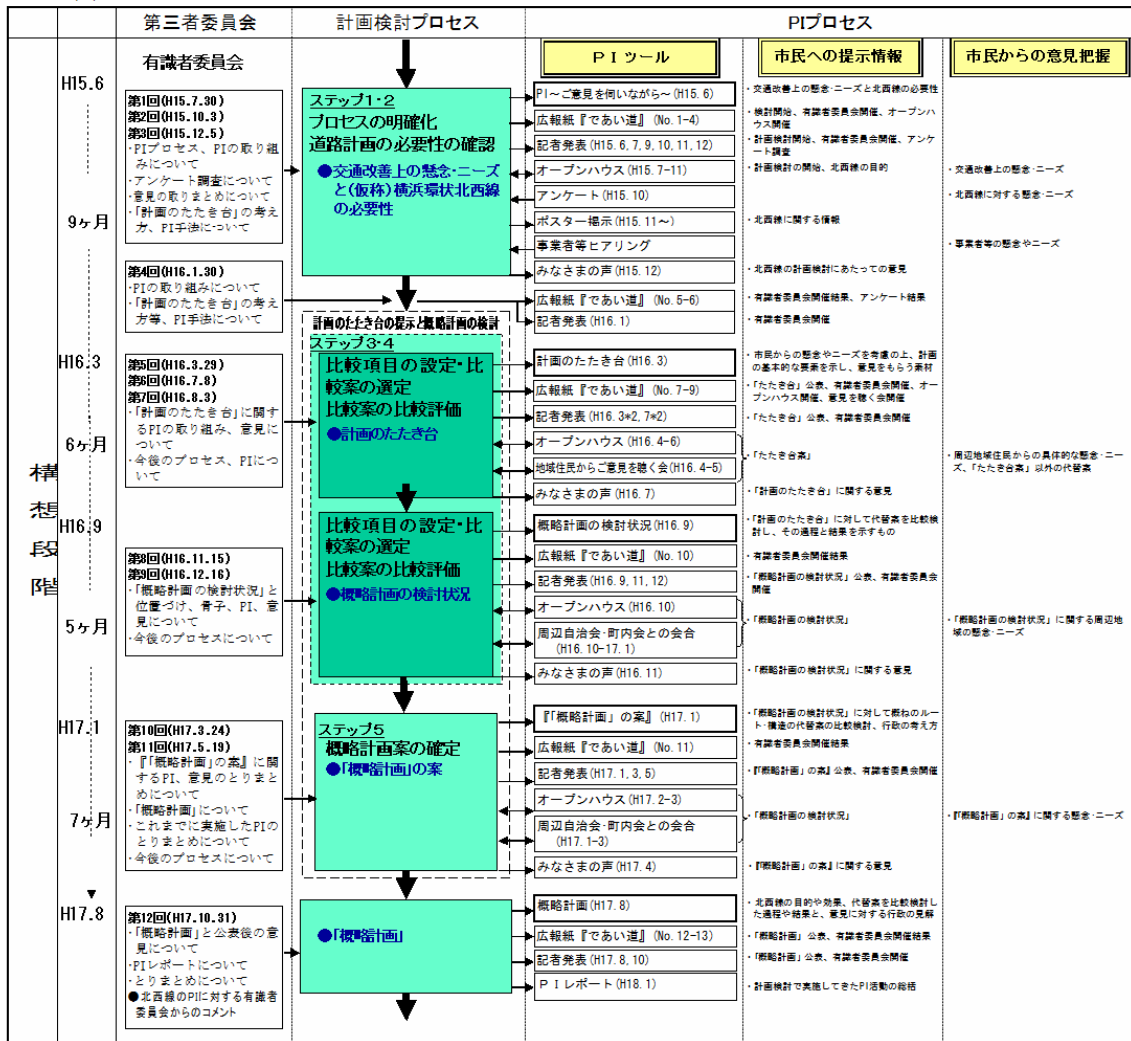 第三者委員会
計画検討プロセス
PIプロセス
有識者委員会
PIツール
市民への提示情報
市民からの意見把握
構想段階
H15.6
9ヶ月
H16.3
6ヶ月
H16.9
5ヶ月
H17.1
7ヶ月
H17.8
第1回(H15.7.30)
第2回(H15.10.3)
第3回(H15.12.5)
・PIプロセス、PIの取り組
みについて
・アンケート調査について
・意見の取りまとめについて
・「計画のたたき台」の考え
方、PI手法について
第4回(H16.1.30)
・PIの取り組みについて
・「計画のたたき台」の考え
方等、PI手法について
第5回(H16.3.29)
第6回(H16.7.8)
第7回(H16.8.3)
・「計画のたたき台」に関す
るPIの取り組み、意見に
ついて
・今後のプロセス、PIにつ
いて
第8回(H16.11.15)
第9回(H16.12.16)
・「概略計画の検討状況」と
位置づけ、骨子、PI、意
見について
・今後のプロセスについて
第10回(H17.3.24)
第11回(H17.5.19)
・『「概略計画」の案』に関
するPI、意見のとりまと
めについて
・「概略計画」について
・これまでに実施したPIの
とりまとめについて
・今後のプロセスについて
第12回(H17.10.31)
・「概略計画」と公表後の意
見について
・PIレポートについて
・とりまとめについて
●北西線のPIに対する有識者
委員会からのコメント
ステップ1・2
プロセスの明確化
道路計画の必要性の確認
●交通改善上の懸念・ニーズ
と(仮称)横浜環状北西線
の必要性
計画のたたき台の提示と概略計画の検討
ステップ3・4
比較項目の設定・比
較案の選定
比較案の比較評価
●計画のたたき台
比較項目の設定・比
較案の選定
比較案の比較評価
●概略計画の検討状況
ステップ5
概略計画案の確定
●「概略計画」の案
●「概略計画」
PI～ご意見を伺いながら～(H15.6)
広報紙『であい道』(No.1-4)
記者発表(H15.6, 7, 9, 10, 11, 12)
オープンハウス(H15.7-11)
アンケート(H15.10)
ポスター掲示(H15.11～)
事業者等ヒアリング
みなさまの声(H15.12)
広報紙『であい道』(No.5-6)
記者発表(H16.1)
計画のたたき台(H16.3)
広報紙『であい道』(No.7-9)
記者発表(H16.3*2, 7*2)
オープンハウス(H16.4-6)
地域住民からご意見を聴く会(H16.4-5)
みなさまの声(H16.7)
概略計画の検討状況(H16.9)
広報紙『であい道』(No.10)
記者発表(H16.9, 11, 12)
オープンハウス(H16.10)
周辺自治会・町内会との会合
(H16.10-17.1)
みなさまの声(H16.11)
『「概略計画」の案』(H17.1)
広報紙『であい道』(No.11)
記者発表(H17.1, 3, 5)
オープンハウス(H17.2-3)
周辺自治会・町内会との会合
(H17.1-3)
みなさまの声(H17.4)
概略計画(H17.8)
広報紙『であい道』(No.12-13)
記者発表(H17.8, 10)
PIレポート(H18.1)
・交通改善上の懸念・ニーズと北西線の必要性
・検討開始、有識者委員会開催、オープンハ
ウス開催
・計画検討開始、有識者委員会開催、アンケ
ート調査
・計画検討の開始、北西線の目的
・北西線に関する情報
・北西線の計画検討にあたっての意見
・有識者委員会開催結果、アンケート結果
・有識者委員会開催
・市民からの懸念やニーズを考慮の上、計画
の基本的な要素を示し、意見をもらう素材
・「たたき台」公表、有識者委員会開催、オー
プンハウス開催、意見を聴く会開催
・「たたき台」公表、有識者委員会開催
・「たたき台案」
・「計画のたたき台」に関する意見
・「計画のたたき台」に対して代替案を比較検
討し、その過程と結果を示すもの
・有識者委員会開催結果
・「概略計画の検討状況」公表、有識者委員会
開催
・「概略計画の検討状況」
・「概略計画の検討状況」に関する意見
・「概略計画の検討状況」に対して概ねのルー
ト・構造の代替案の比較検討、行政の考え方
・有識者委員会開催結果
・『「概略計画」の案』公表、有識者委員会開催
・「概略計画の検討状況」
・『「概略計画」の案』に関する意見
・北西線の目的や効果、代替案を比較検討し
た過程や結果と、意見に対する行政の見解
・「概略計画」公表、有識者委員会開催結果
・「概略計画」公表、有識者委員会開催
・計画検討で実施してきたPI活動の総括
・交通改善上の懸念・ニーズ
・北西線に対する懸念・ニーズ
・事業者等の懸念やニーズ
・周辺地域住民からの具体的な懸念・ニー
ズ、「たたき台案」以外の代替案
・「概略計画の検討状況」に関する周辺地
域の懸念・ニーズ
・『「概略計画」の案』に関する懸念・ニーズ